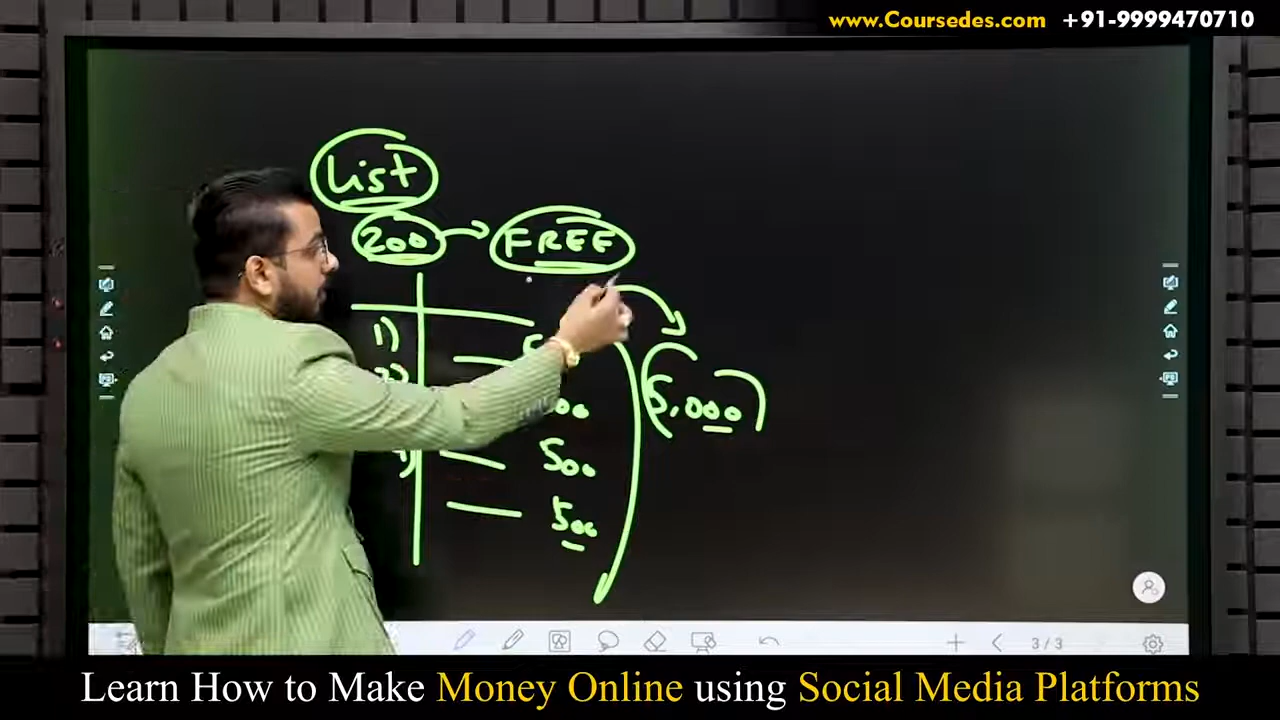 www.Coursedes.com +91-9999470710
List
200 → FREE
1)
500
500
5,000
3/3
Learn How to Make Money Online using Social Media Platforms